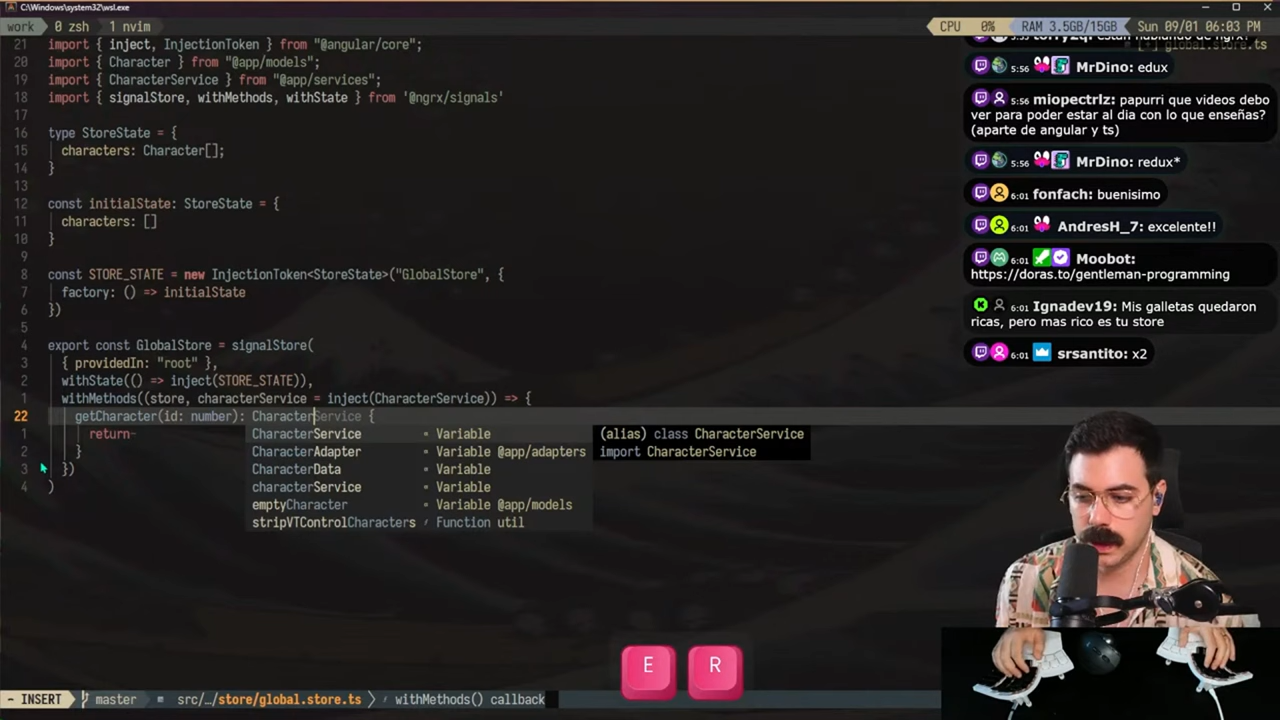 C:\Windows\system32\wsl.exe
work 0 zsh 1 nvim
CPU 0% RAM 3.5GB/15GB Sun 09/01 06:03 PM
[+] global.store.ts
21 import { inject, InjectionToken } from "@angular/core";
20 import { Character } from "@app/models";
19 import { CharacterService } from "@app/services";
18 import { signalStore, withMethods, withState } from '@ngrx/signals'
17
16 type StoreState = {
15 characters: Character[];
14 }
13
12 const initialState: StoreState = {
11 characters: []
10 }
9
8 const STORE_STATE = new InjectionToken<StoreState>("GlobalStore", {
7 factory: () => initialState
6 })
5
4 export const GlobalStore = signalStore(
3 { providedIn: "root" },
2 withState(() => inject(STORE_STATE)),
1 withMethods((store, characterService = inject(CharacterService)) => {
22 getCharacter(id: number): CharacterService {
1 return
2 }
3 })
4 )
CharacterService Variable
CharacterAdapter Variable @app/adapters
CharacterData Variable
characterService Variable
emptyCharacter Variable @app/models
stripVTControlCharacters Function util
(alias) class CharacterService
import CharacterService
5:56 MrDino: edux
5:56 miopectrlz: papurri que videos debo
ver para poder estar al dia con lo que enseñas?
(aparte de angular y ts)
5:56 MrDino: redux*
6:01 fonfach: buenisimo
6:01 AndresH_7: excelente!!
6:01 Moobot:
https://doras.to/gentleman-programming
6:01 Ignadev19: Mis galletas quedaron
ricas, pero mas rico es tu store
6:01 srsantito: x2
E R
- INSERT master src/../store/global.store.ts withMethods() callback